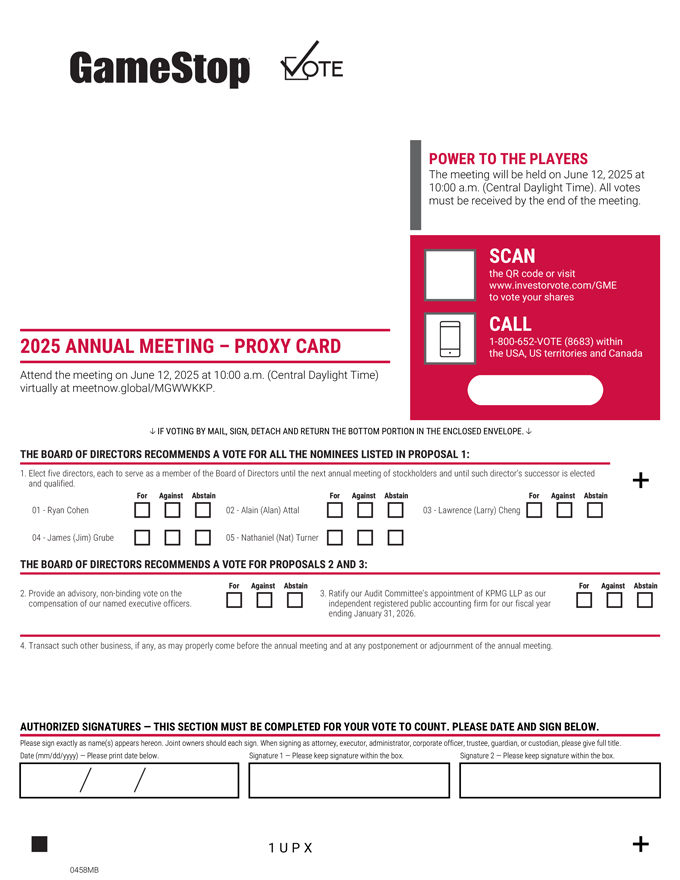 GameStop
VOTE
POWER TO THE PLAYERS
The meeting will be held on June 12, 2025 at
10:00 a.m. (Central Daylight Time). All votes
must be received by the end of the meeting.
SCAN
the QR code or visit
www.investorvote.com/GME
to vote your shares
CALL
1-800-652-VOTE (8683) within
the USA, US territories and Canada
2025 ANNUAL MEETING – PROXY CARD
Attend the meeting on June 12, 2025 at 10:00 a.m. (Central Daylight Time)
virtually at meetnow.global/MGWWKKP.
↓ IF VOTING BY MAIL, SIGN, DETACH AND RETURN THE BOTTOM PORTION IN THE ENCLOSED ENVELOPE. ↓
THE BOARD OF DIRECTORS RECOMMENDS A VOTE FOR ALL THE NOMINEES LISTED IN PROPOSAL 1:
1. Elect five directors, each to serve as a member of the Board of Directors until the next annual meeting of stockholders and until such director's successor is elected
and qualified.
For Against Abstain For Against Abstain For Against Abstain
01 - Ryan Cohen 02 - Alain (Alan) Attal 03 - Lawrence (Larry) Cheng
04 - James (Jim) Grube 05 - Nathaniel (Nat) Turner
THE BOARD OF DIRECTORS RECOMMENDS A VOTE FOR PROPOSALS 2 AND 3:
For Against Abstain For Against Abstain
2. Provide an advisory, non-binding vote on the
compensation of our named executive officers.
3. Ratify our Audit Committee's appointment of KPMG LLP as our
independent registered public accounting firm for our fiscal year
ending January 31, 2026.
4. Transact such other business, if any, as may properly come before the annual meeting and at any postponement or adjournment of the annual meeting.
AUTHORIZED SIGNATURES — THIS SECTION MUST BE COMPLETED FOR YOUR VOTE TO COUNT. PLEASE DATE AND SIGN BELOW.
Please sign exactly as name(s) appears hereon. Joint owners should each sign. When signing as attorney, executor, administrator, corporate officer, trustee, guardian, or custodian, please give full title.
Date (mm/dd/yyyy) — Please print date below. Signature 1 — Please keep signature within the box. Signature 2 — Please keep signature within the box.
/ /
1 U P X
0458MB